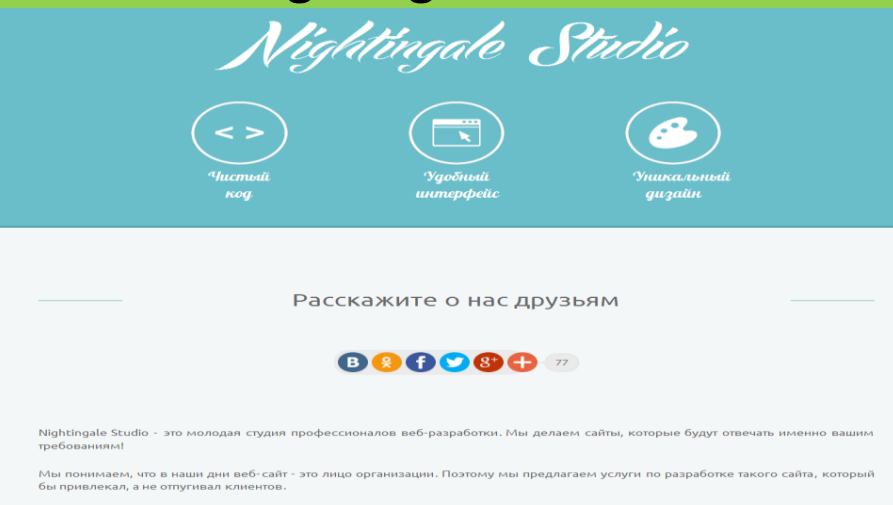 Nightingale Studio
< >
Чистый
код
Удобный
интерфейс
Уникальный
дизайн
Расскажите о нас друзьям
B f 8+ + 77
Nightingale Studio - это молодая студия профессионалов веб-разработки. Мы делаем сайты, которые будут отвечать именно вашим
требованиям!
Мы понимаем, что в наши дни веб-сайт - это лицо организации. Поэтому мы предлагаем услуги по разработке такого сайта, который
бы привлекал, а не отпугивал клиентов.